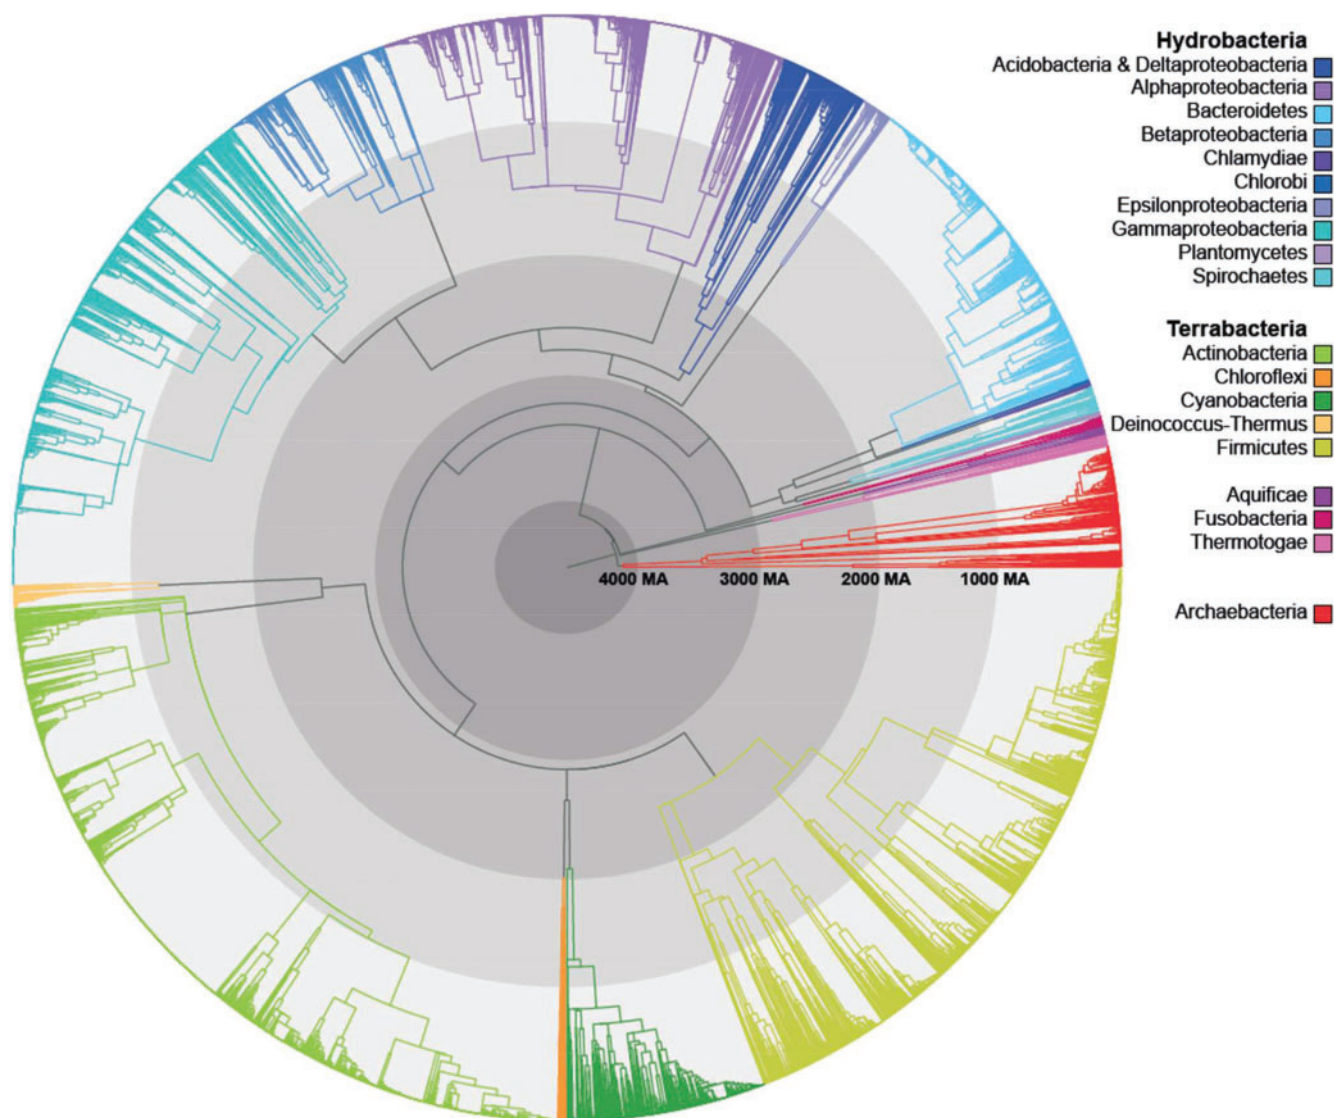 Hydrobacteria
Acidobacteria & Deltaproteobacteria
Alphaproteobacteria
Bacteroidetes
Betaproteobacteria
Chlamydiae
Chlorobi
Epsilonproteobacteria
Gammaproteobacteria
Plantomycetes
Spirochaetes
Terrabacteria
Actinobacteria
Chloroflexi
Cyanobacteria
Deinococcus-Thermus
Firmicutes
Aquificae
Fusobacteria
Thermotogae
Archaebacteria
4000 MA 3000 MA 2000 MA 1000 MA